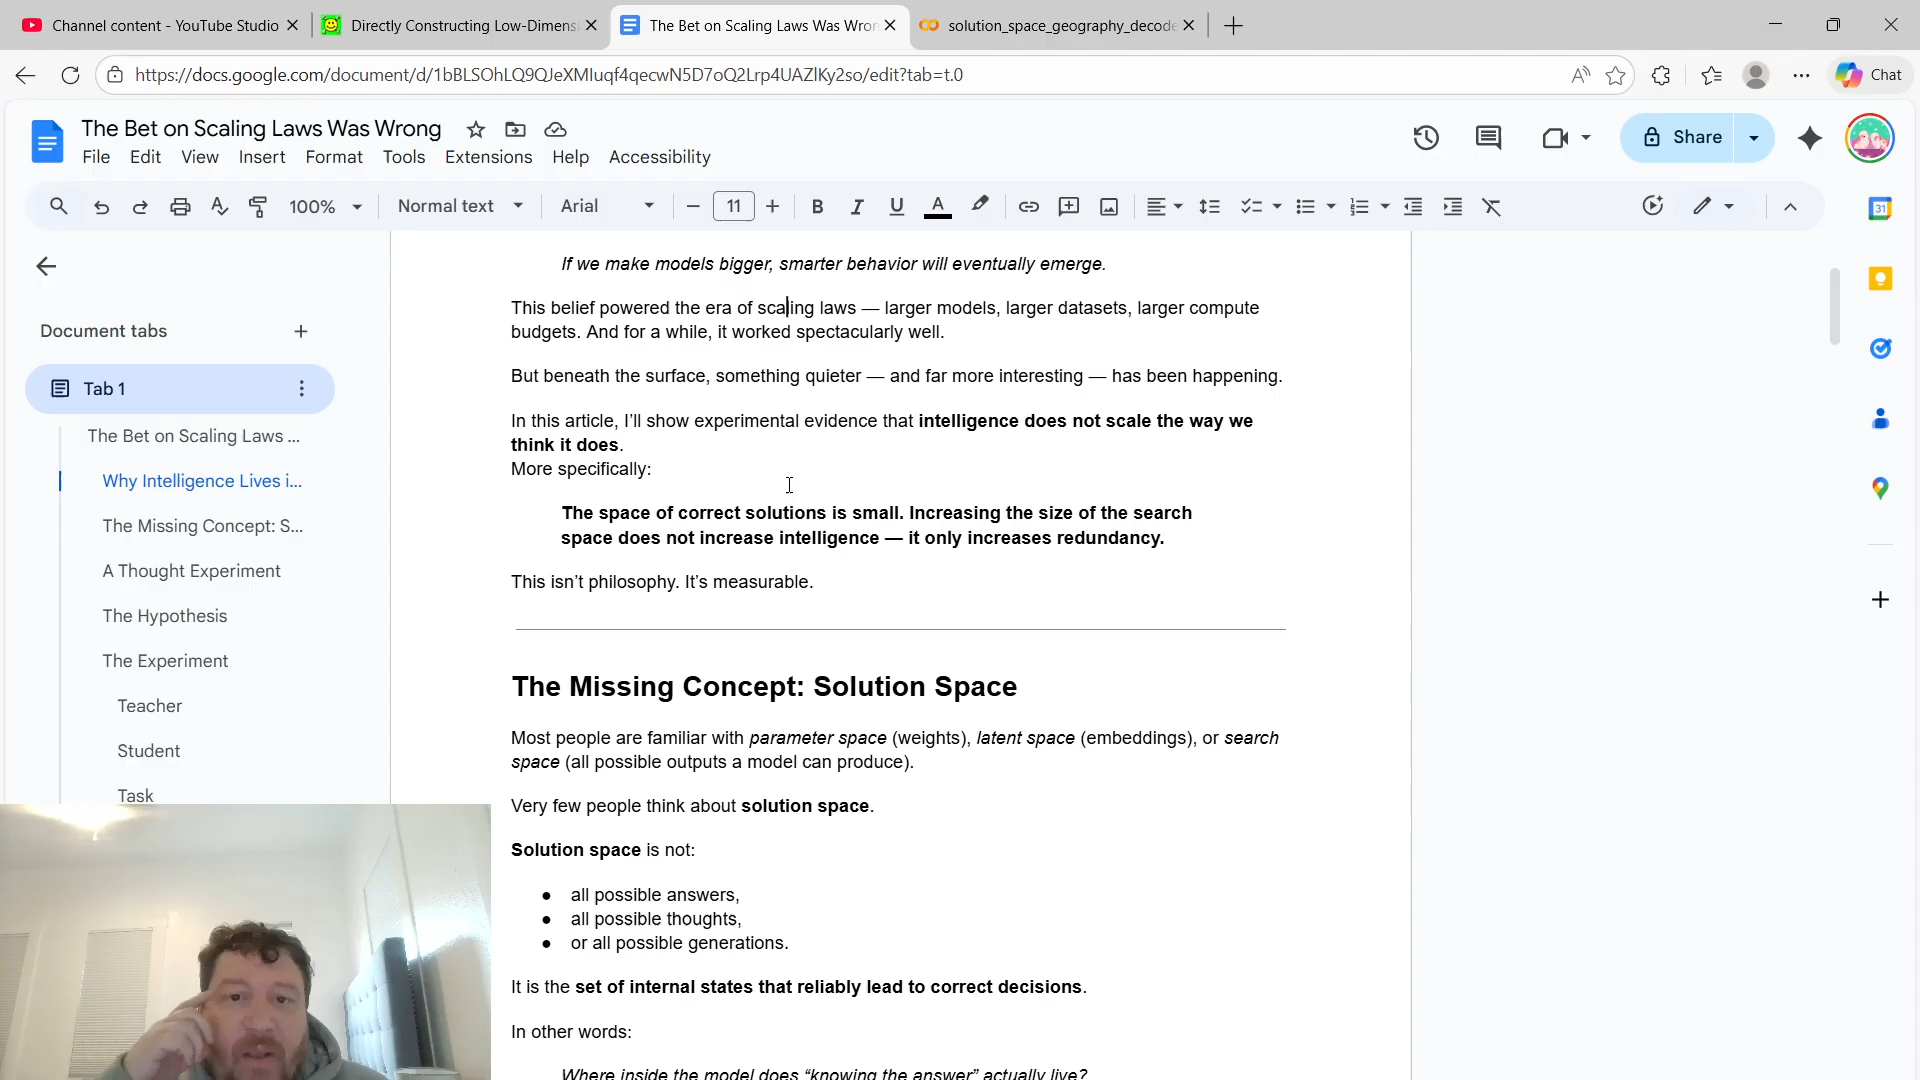 Channel content - YouTube Studio
Directly Constructing Low-Dimensi
The Bet on Scaling Laws Was Wron
solution_space_geography_decode
https://docs.google.com/document/d/1bBLSOhLQ9QJeXMIuqf4qecwN5D7oQ2Lrp4UAZlKy2so/edit?tab=t.0
Chat
The Bet on Scaling Laws Was Wrong
File Edit View Insert Format Tools Extensions Help Accessibility
Share
100% Normal text Arial 11
31
Document tabs
Tab 1
The Bet on Scaling Laws ...
Why Intelligence Lives i...
The Missing Concept: S...
A Thought Experiment
The Hypothesis
The Experiment
Teacher
Student
Task
If we make models bigger, smarter behavior will eventually emerge.
This belief powered the era of scaling laws — larger models, larger datasets, larger compute
budgets. And for a while, it worked spectacularly well.
But beneath the surface, something quieter — and far more interesting — has been happening.
In this article, I’ll show experimental evidence that intelligence does not scale the way we
think it does.
More specifically:
The space of correct solutions is small. Increasing the size of the search
space does not increase intelligence — it only increases redundancy.
This isn’t philosophy. It’s measurable.
The Missing Concept: Solution Space
Most people are familiar with parameter space (weights), latent space (embeddings), or search
space (all possible outputs a model can produce).
Very few people think about solution space.
Solution space is not:
● all possible answers,
● all possible thoughts,
● or all possible generations.
It is the set of internal states that reliably lead to correct decisions.
In other words:
Where inside the model does “knowing the answer” actually live?